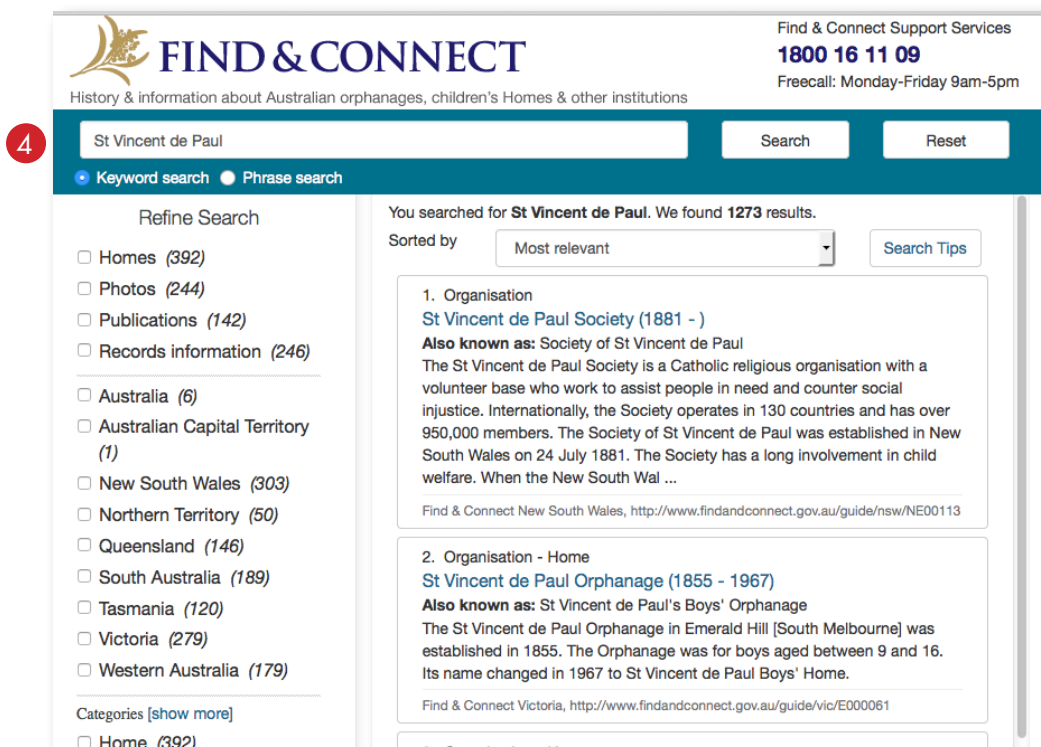 FIND & CONNECT
History & information about Australian orphanages, children's Homes & other institutions
Find & Connect Support Services
1800 16 11 09
Freecall: Monday-Friday 9am-5pm
4
St Vincent de Paul
Search
Reset
Keyword search
Phrase search
Refine Search
Homes (392)
Photos (244)
Publications (142)
Records information (246)
Australia (6)
Australian Capital Territory
(1)
New South Wales (303)
Northern Territory (50)
Queensland (146)
South Australia (189)
Tasmania (120)
Victoria (279)
Western Australia (179)
Categories [show more]
Home (392)
You searched for St Vincent de Paul. We found 1273 results.
Sorted by
Most relevant
Search Tips
1. Organisation
St Vincent de Paul Society (1881 - )
Also known as: Society of St Vincent de Paul
The St Vincent de Paul Society is a Catholic religious organisation with a
volunteer base who work to assist people in need and counter social
injustice. Internationally, the Society operates in 130 countries and has over
950,000 members. The Society of St Vincent de Paul was established in New
South Wales on 24 July 1881. The Society has a long involvement in child
welfare. When the New South Wal ...
Find & Connect New South Wales, http://www.findandconnect.gov.au/guide/nsw/NE00113
2. Organisation - Home
St Vincent de Paul Orphanage (1855 - 1967)
Also known as: St Vincent de Paul's Boys' Orphanage
The St Vincent de Paul Orphanage in Emerald Hill [South Melbourne] was
established in 1855. The Orphanage was for boys aged between 9 and 16.
Its name changed in 1967 to St Vincent de Paul Boys' Home.
Find & Connect Victoria, http://www.findandconnect.gov.au/guide/vic/E000061